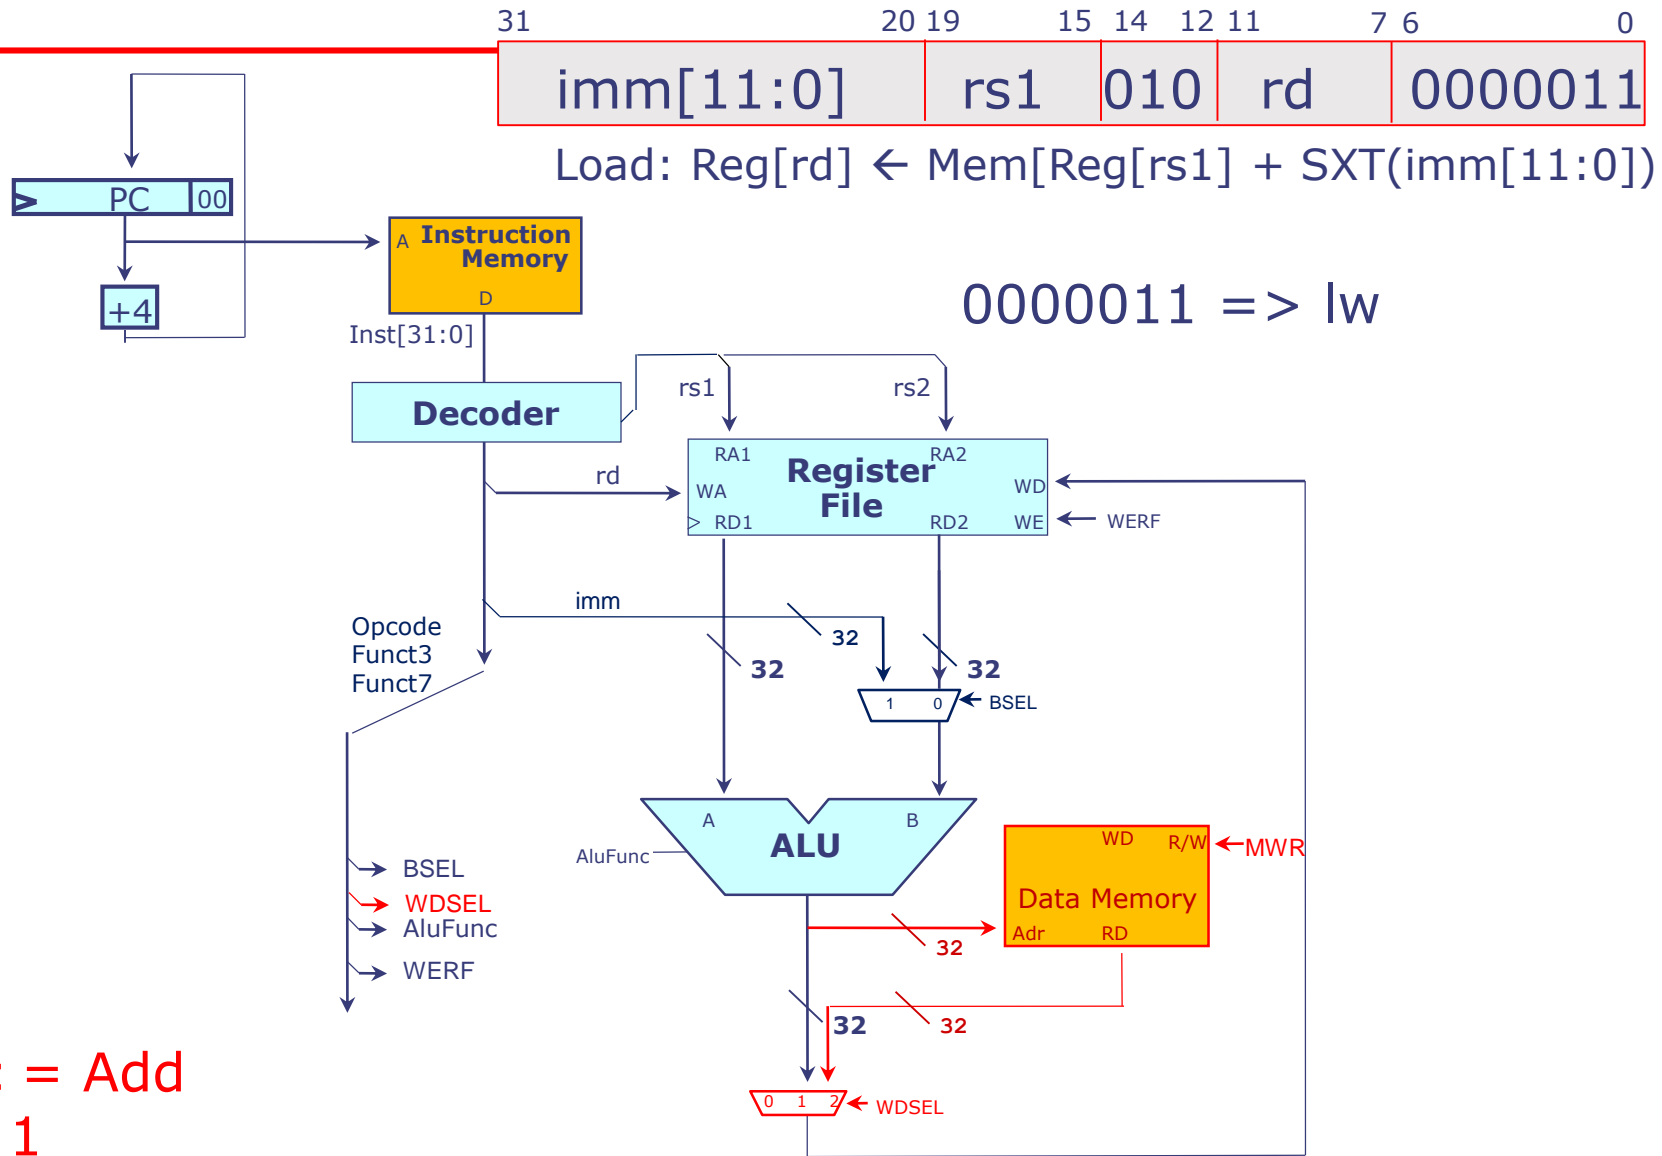 31 20 19 15 14 12 11 7 6 0
imm[11:0] rs1 010 rd 0000011
Load: Reg[rd] ← Mem[Reg[rs1] + SXT(imm[11:0])
PC 00
A Instruction
Memory
D
+4
0000011 => lw
Inst[31:0]
rs1 rs2
Decoder
RA1 RA2
Register
File
rd
WA WD
RD1 RD2 WE WERF
imm
32
Opcode
Funct3
Funct7
32 32
1 0 BSEL
A B
ALU
AluFunc
WD R/W MWR
Data Memory
Adr RD
BSEL
WDSEL
AluFunc
WERF
32
32 32
= Add
1
0 1 2 WDSEL